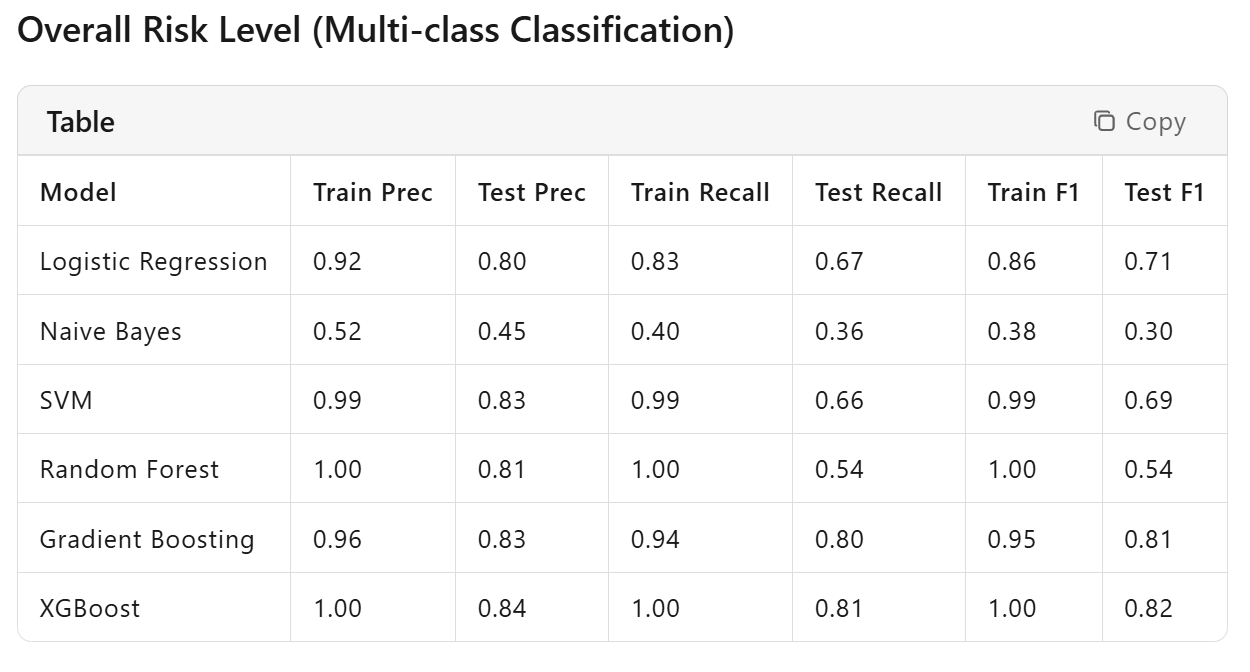 Overall Risk Level (Multi-class Classification)
Table
Copy
Model Train Prec Test Prec Train Recall Test Recall Train F1 Test F1
Logistic Regression 0.92 0.80 0.83 0.67 0.86 0.71
Naive Bayes 0.52 0.45 0.40 0.36 0.38 0.30
SVM 0.99 0.83 0.99 0.66 0.99 0.69
Random Forest 1.00 0.81 1.00 0.54 1.00 0.54
Gradient Boosting 0.96 0.83 0.94 0.80 0.95 0.81
XGBoost 1.00 0.84 1.00 0.81 1.00 0.82